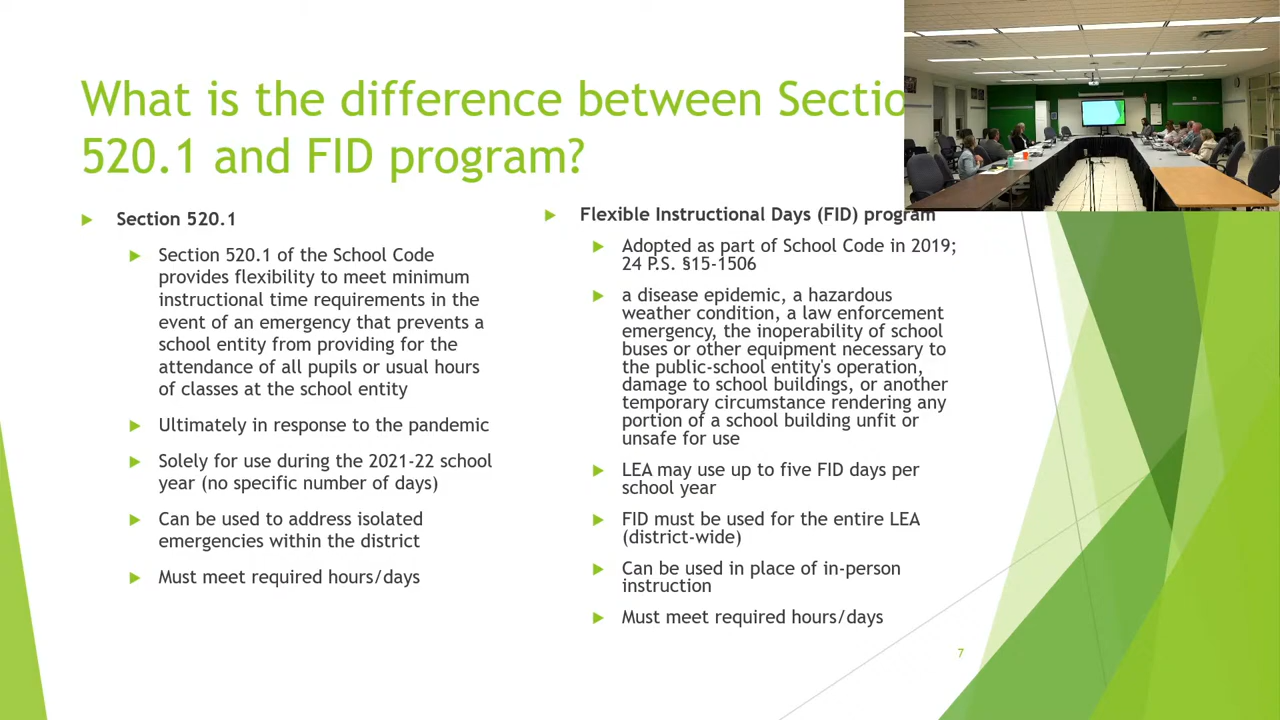 What is the difference between Sectio
520.1 and FID program?
Section 520.1
Section 520.1 of the School Code
provides flexibility to meet minimum
instructional time requirements in the
event of an emergency that prevents a
school entity from providing for the
attendance of all pupils or usual hours
of classes at the school entity
Ultimately in response to the pandemic
Solely for use during the 2021-22 school
year (no specific number of days)
Can be used to address isolated
emergencies within the district
Must meet required hours/days
Flexible Instructional Days (FID) program
Adopted as part of School Code in 2019;
24 P.S. §15-1506
a disease epidemic, a hazardous
weather condition, a law enforcement
emergency, the inoperability of school
buses or other equipment necessary to
the public-school entity's operation,
damage to school buildings, or another
temporary circumstance rendering any
portion of a school building unfit or
unsafe for use
LEA may use up to five FID days per
school year
FID must be used for the entire LEA
(district-wide)
Can be used in place of in-person
instruction
Must meet required hours/days
7